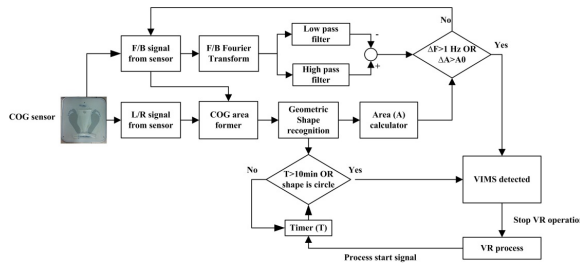 No
Low pass
filter
F/B signal
from sensor
F/B Fourier
Transform
-
+
ΔF>1 Hz OR
ΔA>A0
Yes
High pass
filter
COG sensor
L/R signal
from sensor
COG area
former
Geometric
Shape
recognition
Area (A)
calculator
No
T>10min OR
shape is circle
Yes
VIMS detected
Timer (T)
Stop VR operation
Process start signal
VR process